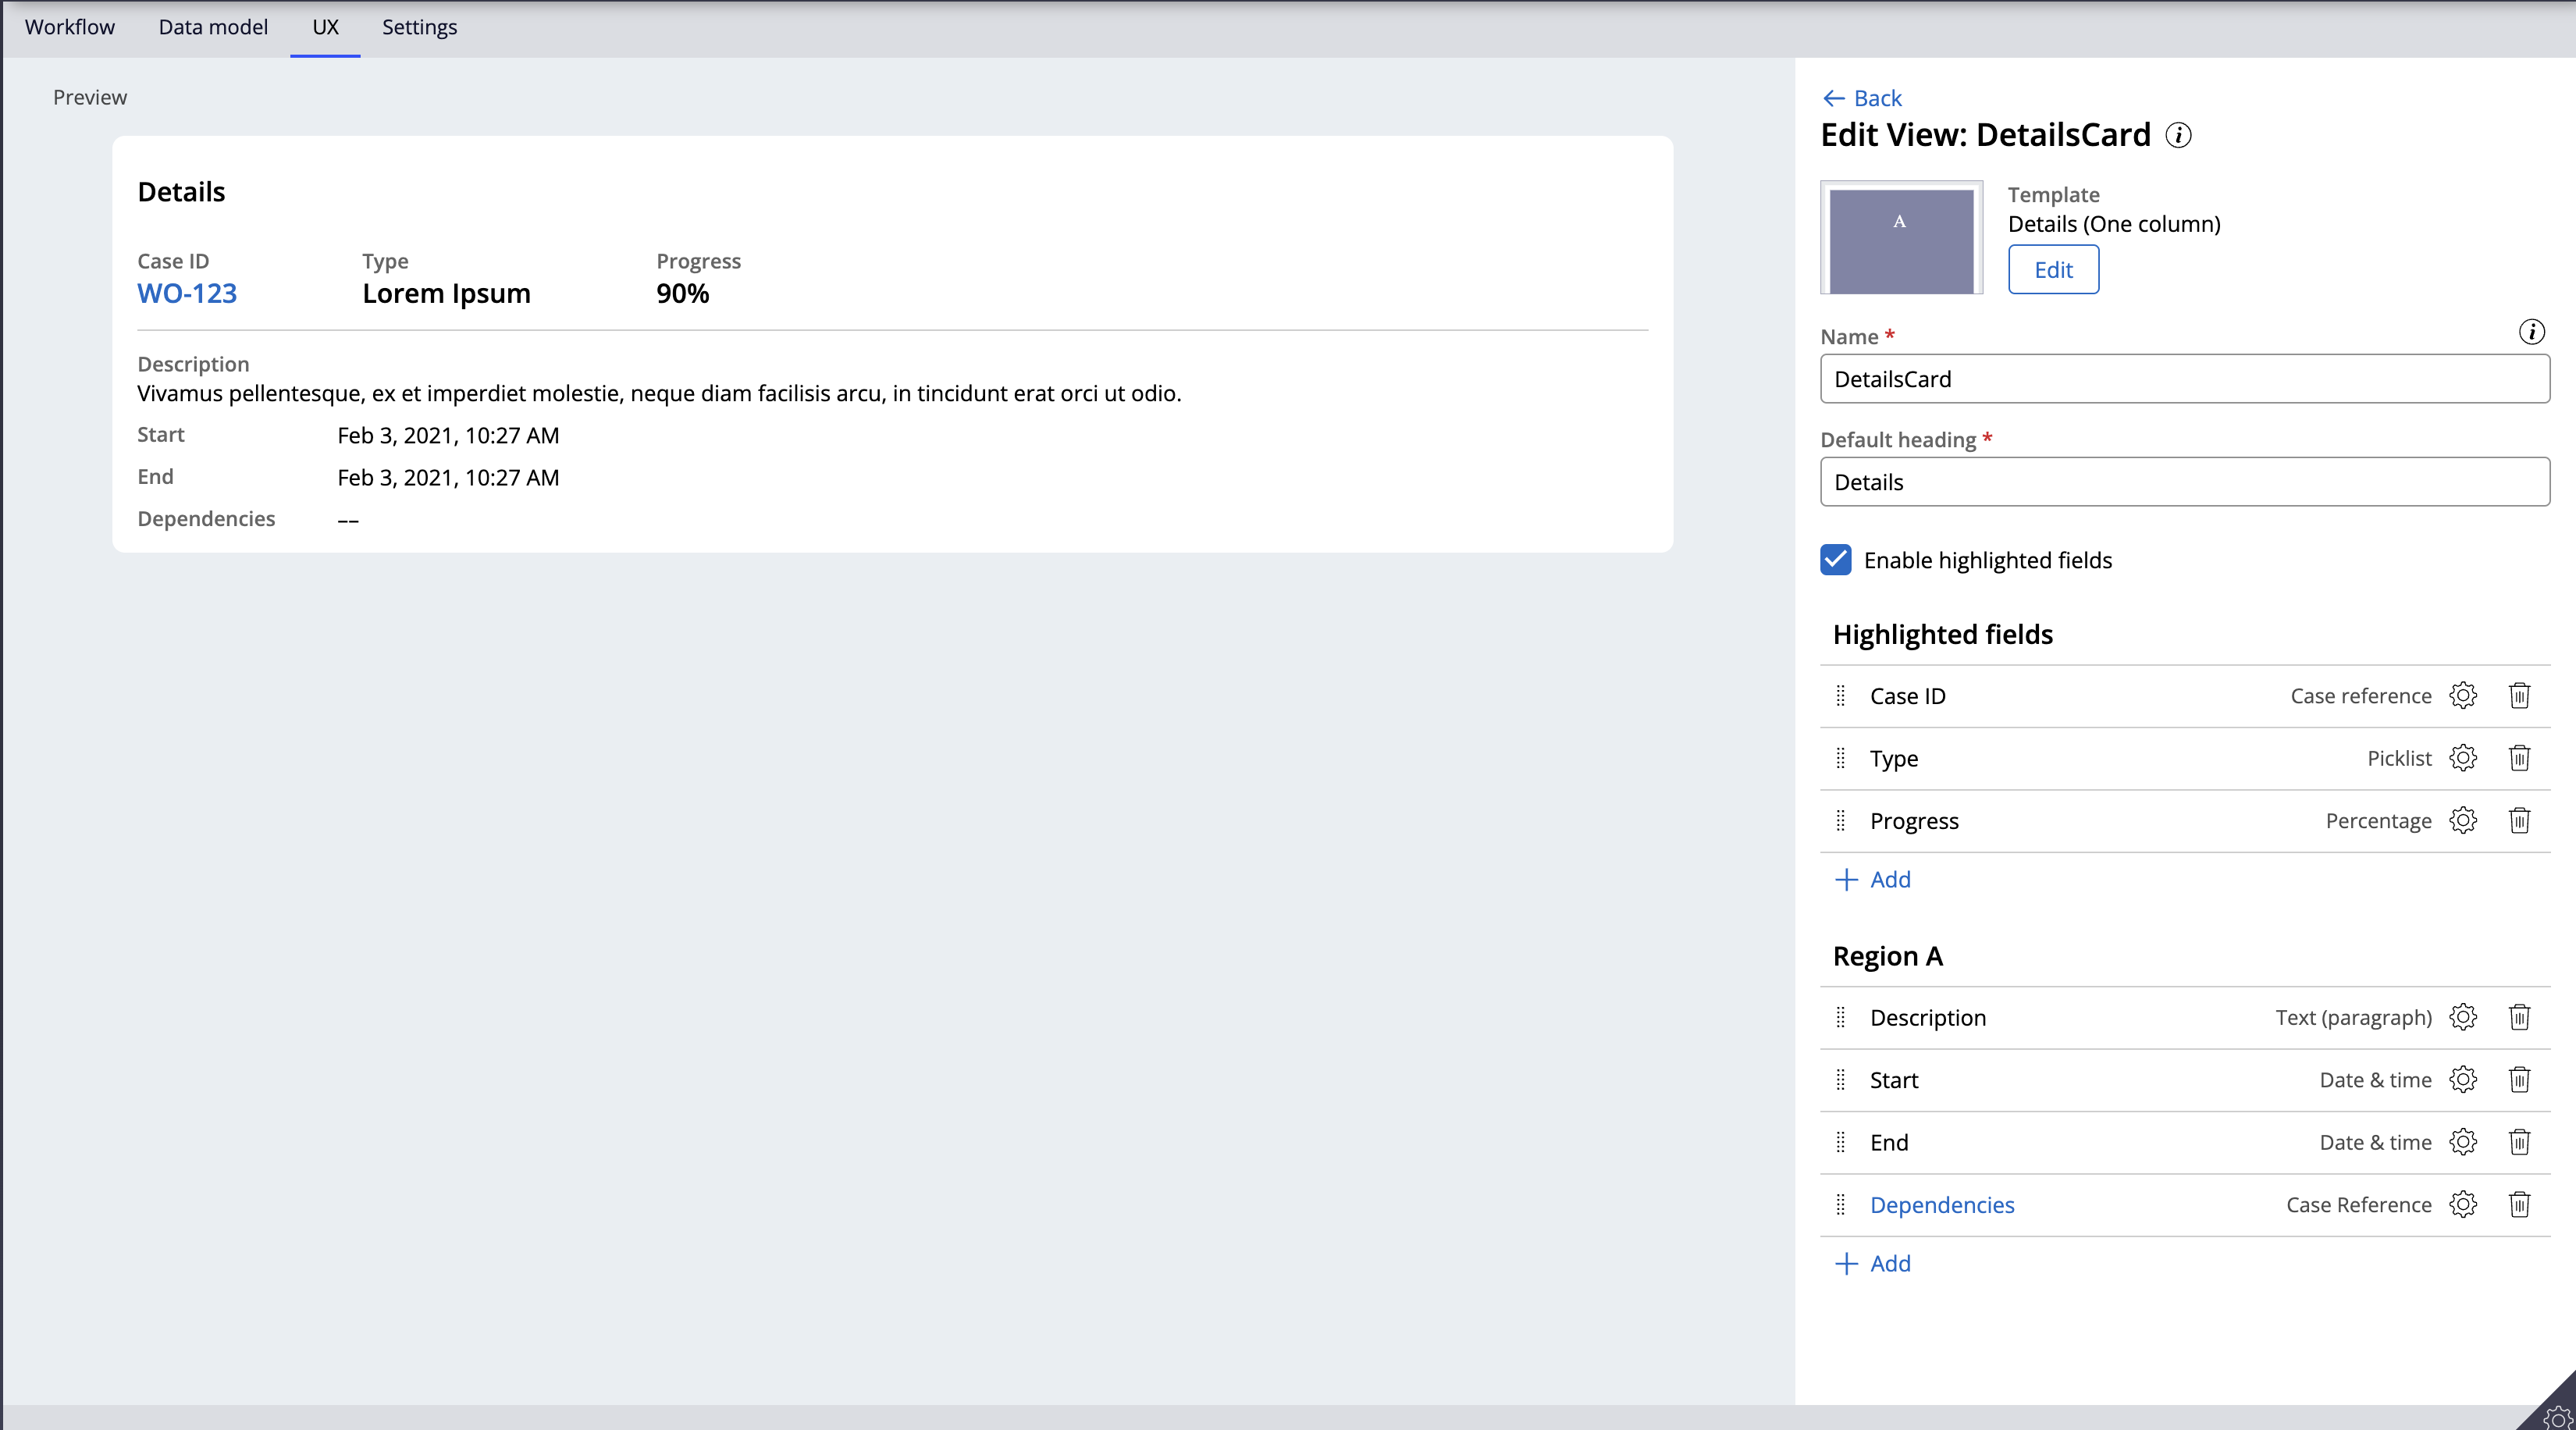 Workflow Data model UX Settings
Preview
Details
Case ID Type Progress
WO-123 Lorem Ipsum 90%
Description
Vivamus pellentesque, ex et imperdiet molestie, neque diam facilisis arcu, in tincidunt erat orci ut odio.
Start Feb 3, 2021, 10:27 AM
End Feb 3, 2021, 10:27 AM
Dependencies ––
Back
Edit View: DetailsCard
A
Template
Details (One column)
Edit
Name *
DetailsCard
Default heading *
Details
Enable highlighted fields
Highlighted fields
Case ID Case reference
Type Picklist
Progress Percentage
+ Add
Region A
Description Text (paragraph)
Start Date & time
End Date & time
Dependencies Case Reference
+ Add